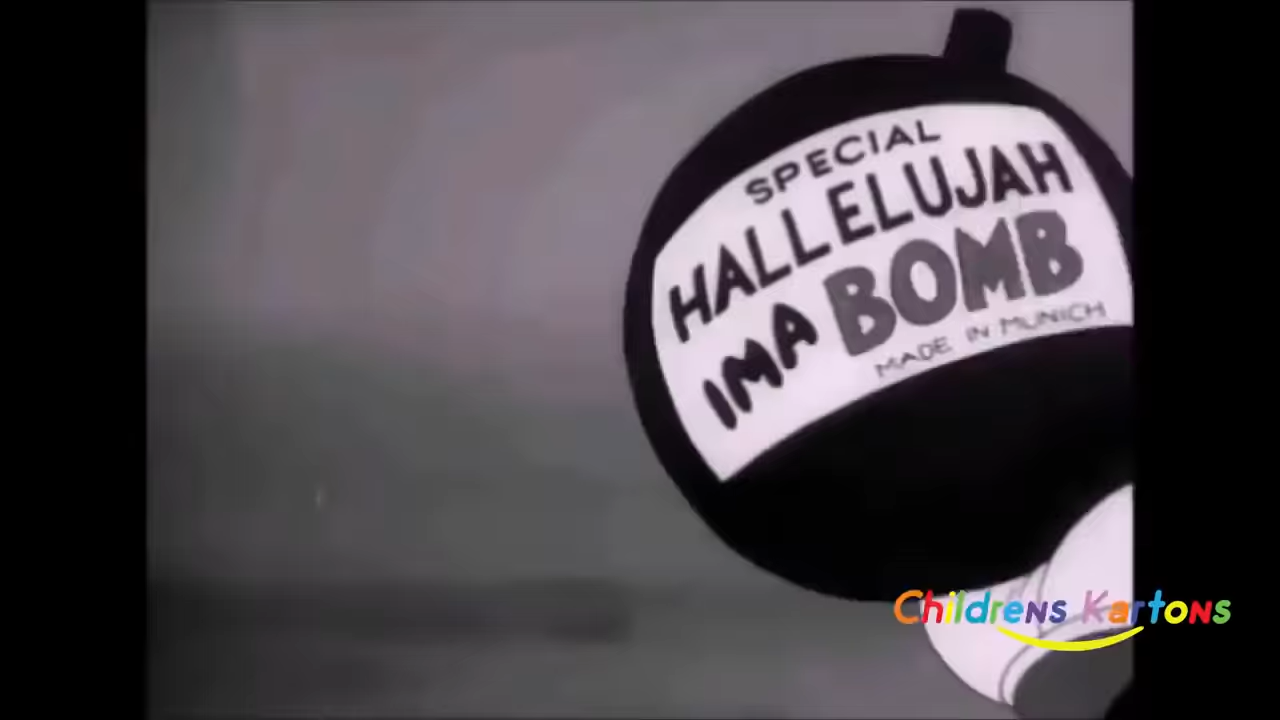 SPECIAL
HALLELUJAH
IMA BOMB
MADE IN MUNICH
Childrens Kartons